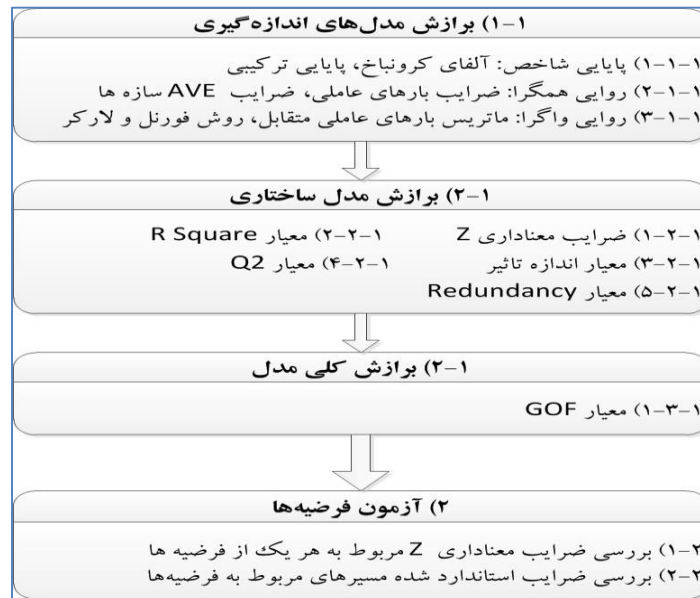 ۱-۱) برازش مدل‌های اندازه‌گیری
۱-۱-۱) پایایی شاخص: آلفای کرونباخ، پایایی ترکیبی
۲-۱-۱) روایی همگرا: ضرایب بارهای عاملی، ضرایب AVE سازه ها
۳-۱-۱) روایی واگرا: ماتریس بارهای عاملی متقابل، روش فورنل و لارکر
۲-۱) برازش مدل ساختاری
۱-۲-۱) ضرایب معناداری Z ۲-۲-۱) معیار R Square
۳-۲-۱) معیار اندازه تاثیر ۴-۲-۱) معیار Q2
۵-۲-۱) معیار Redundancy
۲-۱) برازش کلی مدل
۱-۳-۱) معیار GOF
۲) آزمون فرضیه‌ها
۱-۲) بررسی ضرایب معناداری Z مربوط به هر یک از فرضیه ها
۲-۲) بررسی ضرایب استاندارد شده مسیرهای مربوط به فرضیه‌ها